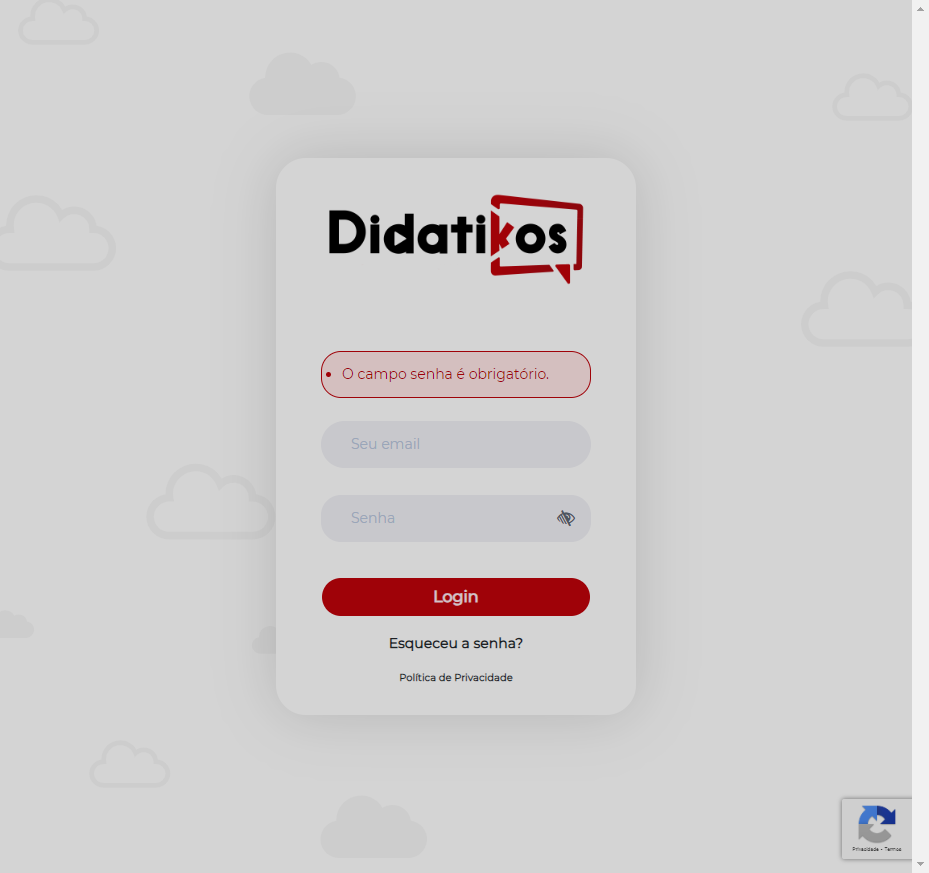 Didatikos
O campo senha é obrigatório.
Seu email
Senha
Login
Esqueceu a senha?
Política de Privacidade
Privacidade - Termos